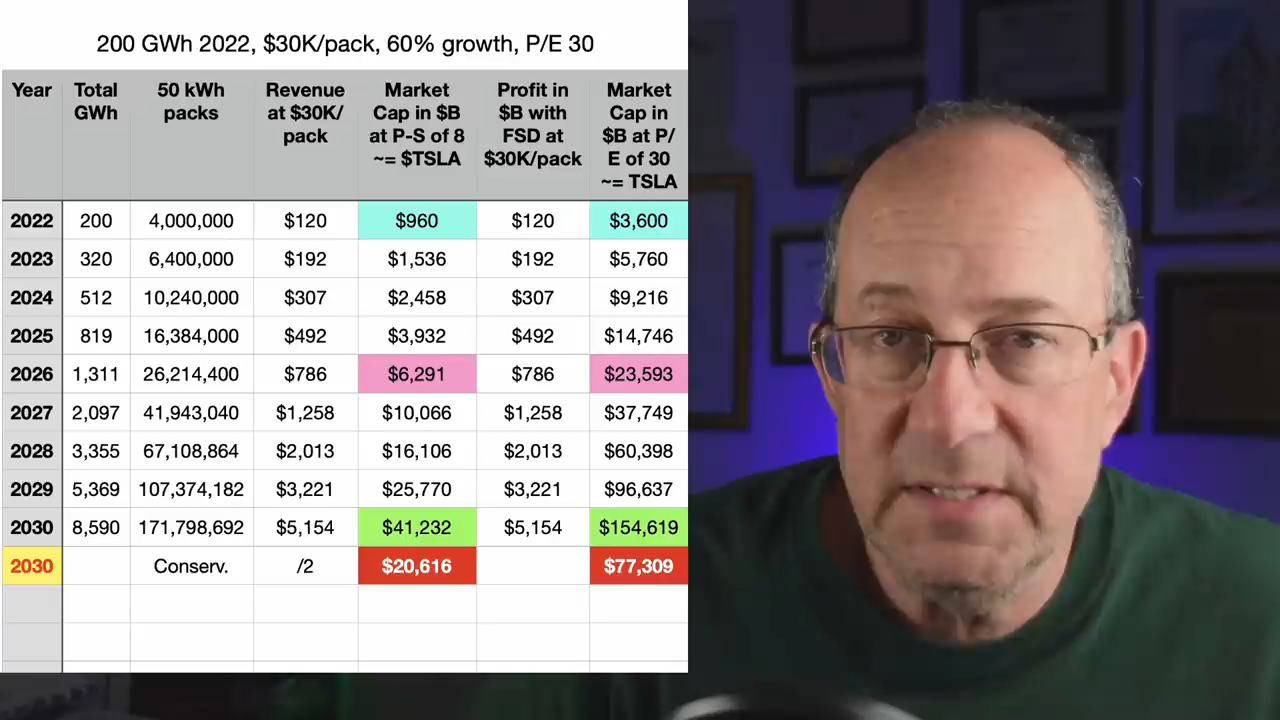 200 GWh 2022, $30K/pack, 60% growth, P/E 30
Year Total GWh 50 kWh packs Revenue at $30K/ pack Market Cap in $B at P-S of 8 ~= $TSLA Profit in $B with FSD at $30K/pack Market Cap in $B at P/ E of 30 ~= TSLA
2022 200 4,000,000 $120 $960 $120 $3,600
2023 320 6,400,000 $192 $1,536 $192 $5,760
2024 512 10,240,000 $307 $2,458 $307 $9,216
2025 819 16,384,000 $492 $3,932 $492 $14,746
2026 1,311 26,214,400 $786 $6,291 $786 $23,593
2027 2,097 41,943,040 $1,258 $10,066 $1,258 $37,749
2028 3,355 67,108,864 $2,013 $16,106 $2,013 $60,398
2029 5,369 107,374,182 $3,221 $25,770 $3,221 $96,637
2030 8,590 171,798,692 $5,154 $41,232 $5,154 $154,619
2030 Conserv. /2 $20,616 $77,309